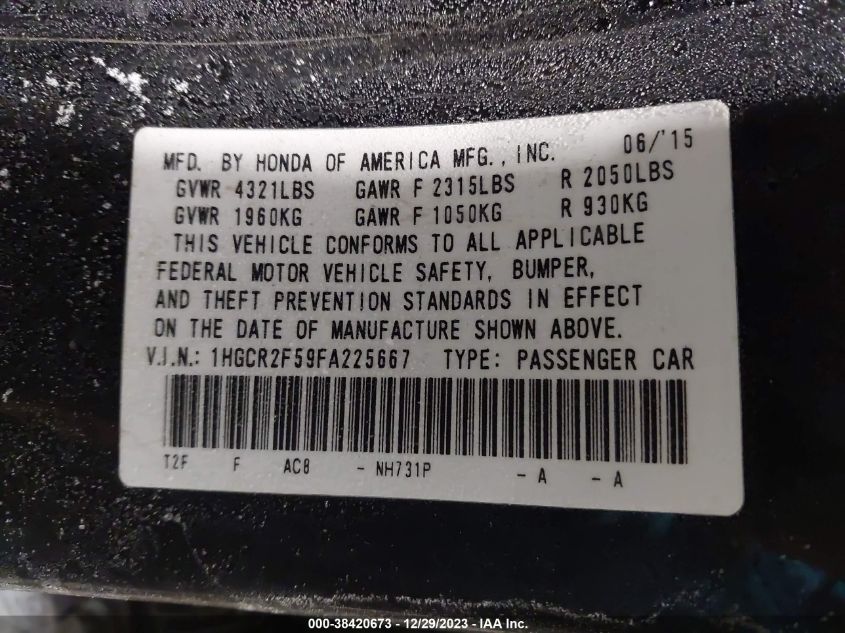 MFD. BY HONDA OF AMERICA MFG., INC. 06/'15
GVWR 4321LBS GAWR F 2315LBS R 2050LBS
GVWR 1960KG GAWR F 1050KG R 930KG
THIS VEHICLE CONFORMS TO ALL APPLICABLE
FEDERAL MOTOR VEHICLE SAFETY, BUMPER,
AND THEFT PREVENTION STANDARDS IN EFFECT
ON THE DATE OF MANUFACTURE SHOWN ABOVE.
V.I.N.: 1HGCR2F59FA225667 TYPE: PASSENGER CAR
T2F F AC8 - NH731P - A - A
000-38420673 - 12/29/2023 - IAA Inc.